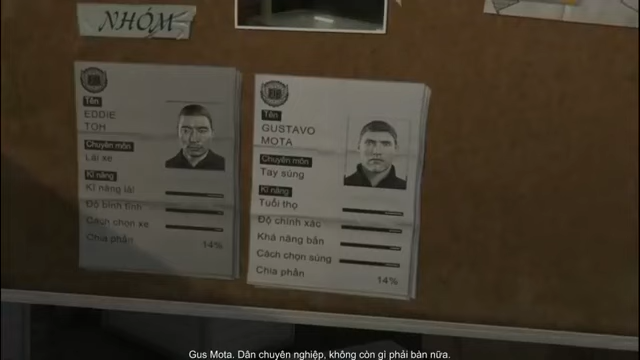 NHÓM
Tên
EDDIE
TOH
Chuyên môn
Lái xe
Kĩ năng
Kĩ năng lái
Độ bình tĩnh
Cách chọn xe
Chia phần 14%
Tên
GUSTAVO
MOTA
Chuyên môn
Tay súng
Kĩ năng
Tuổi thọ
Độ chính xác
Khả năng bắn
Cách chọn súng
Chia phần 14%
Gus Mota. Dân chuyên nghiệp, không còn gì phải bàn nữa.